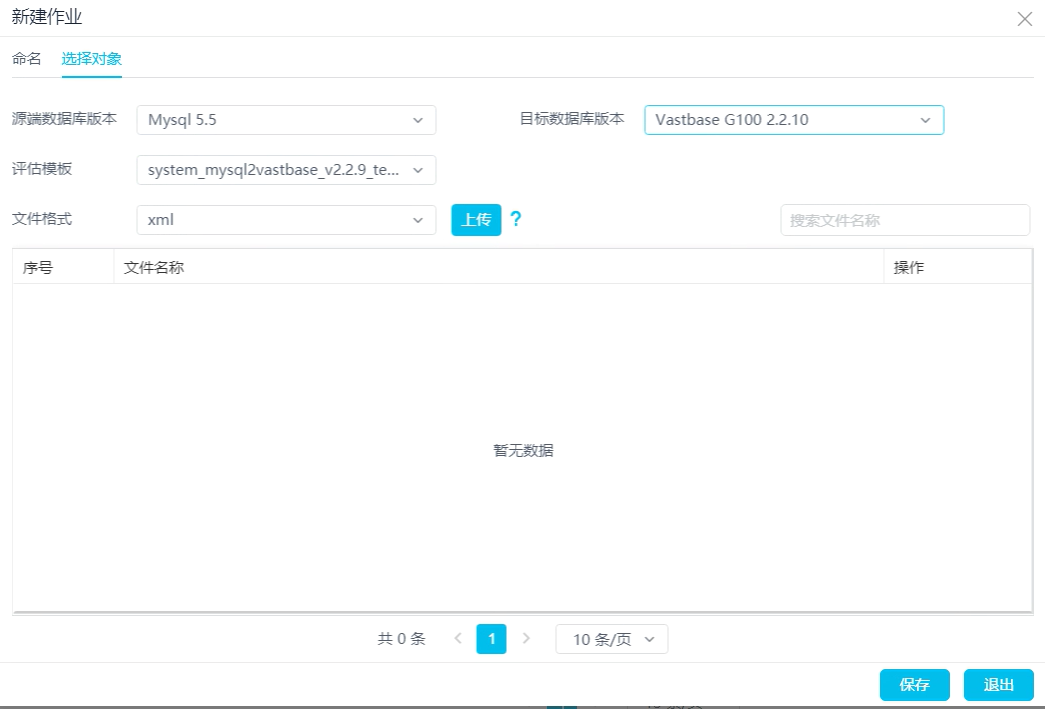 新建作业
命名 选择对象
源端数据库版本 Mysql 5.5 目标数据库版本 Vastbase G100 2.2.10
评估模板 system_mysql2vastbase_v2.2.9_te...
文件格式 xml 上传 ? 搜索文件名称
序号 文件名称 操作
暂无数据
共 0 条 1 10 条/页
保存 退出